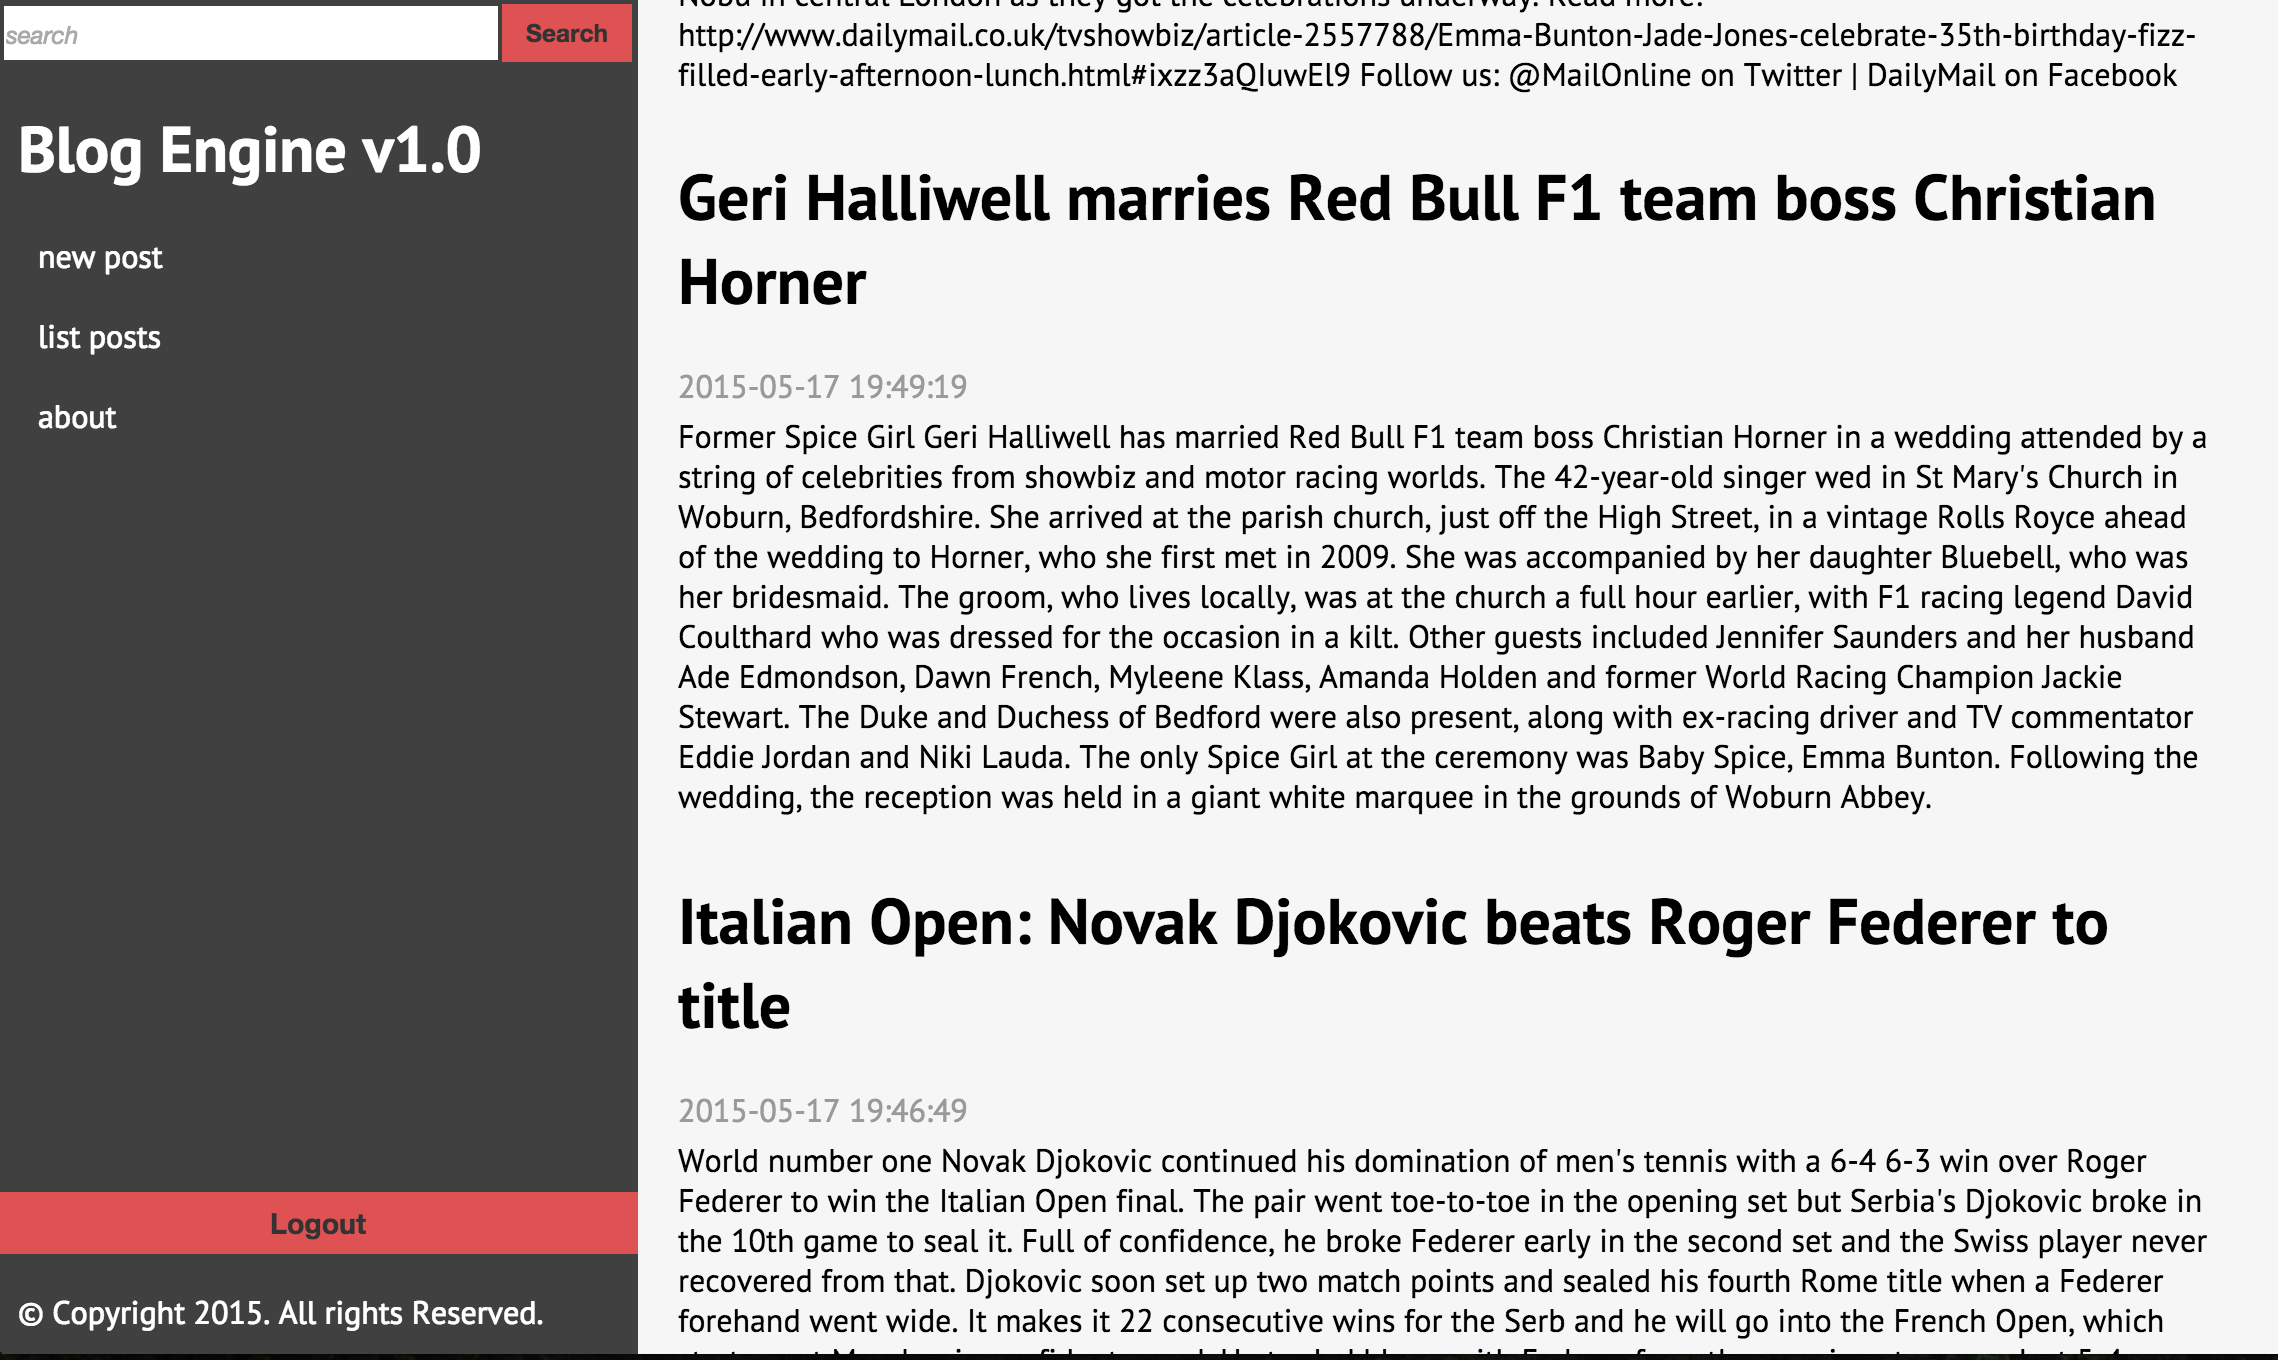 search
Search
Blog Engine v1.0
new post
list posts
about
Logout
© Copyright 2015. All rights Reserved.
Nobu in central London as they got the celebrations underway. Read more:
http://www.dailymail.co.uk/tvshowbiz/article-2557788/Emma-Bunton-Jade-Jones-celebrate-35th-birthday-fizz-
filled-early-afternoon-lunch.html#ixzz3aQIuwEl9 Follow us: @MailOnline on Twitter | DailyMail on Facebook
Geri Halliwell marries Red Bull F1 team boss Christian
Horner
2015-05-17 19:49:19
Former Spice Girl Geri Halliwell has married Red Bull F1 team boss Christian Horner in a wedding attended by a
string of celebrities from showbiz and motor racing worlds. The 42-year-old singer wed in St Mary's Church in
Woburn, Bedfordshire. She arrived at the parish church, just off the High Street, in a vintage Rolls Royce ahead
of the wedding to Horner, who she first met in 2009. She was accompanied by her daughter Bluebell, who was
her bridesmaid. The groom, who lives locally, was at the church a full hour earlier, with F1 racing legend David
Coulthard who was dressed for the occasion in a kilt. Other guests included Jennifer Saunders and her husband
Ade Edmondson, Dawn French, Myleene Klass, Amanda Holden and former World Racing Champion Jackie
Stewart. The Duke and Duchess of Bedford were also present, along with ex-racing driver and TV commentator
Eddie Jordan and Niki Lauda. The only Spice Girl at the ceremony was Baby Spice, Emma Bunton. Following the
wedding, the reception was held in a giant white marquee in the grounds of Woburn Abbey.
Italian Open: Novak Djokovic beats Roger Federer to
title
2015-05-17 19:46:49
World number one Novak Djokovic continued his domination of men's tennis with a 6-4 6-3 win over Roger
Federer to win the Italian Open final. The pair went toe-to-toe in the opening set but Serbia's Djokovic broke in
the 10th game to seal it. Full of confidence, he broke Federer early in the second set and the Swiss player never
recovered from that. Djokovic soon set up two match points and sealed his fourth Rome title when a Federer
forehand went wide. It makes it 22 consecutive wins for the Serb and he will go into the French Open, which